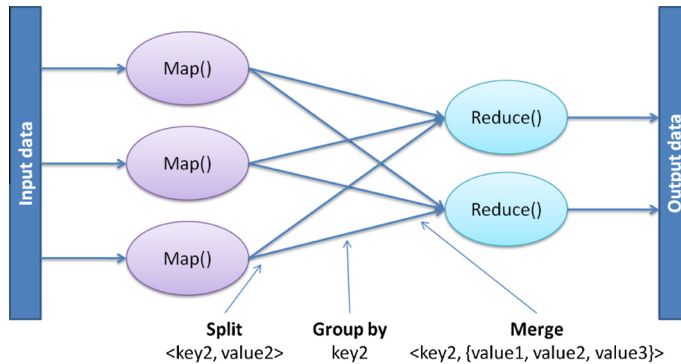 Input data
Map()
Map()
Map()
Reduce()
Reduce()
Output data
Split
<key2, value2>
Group by
key2
Merge
<key2, {value1, value2, value3}>